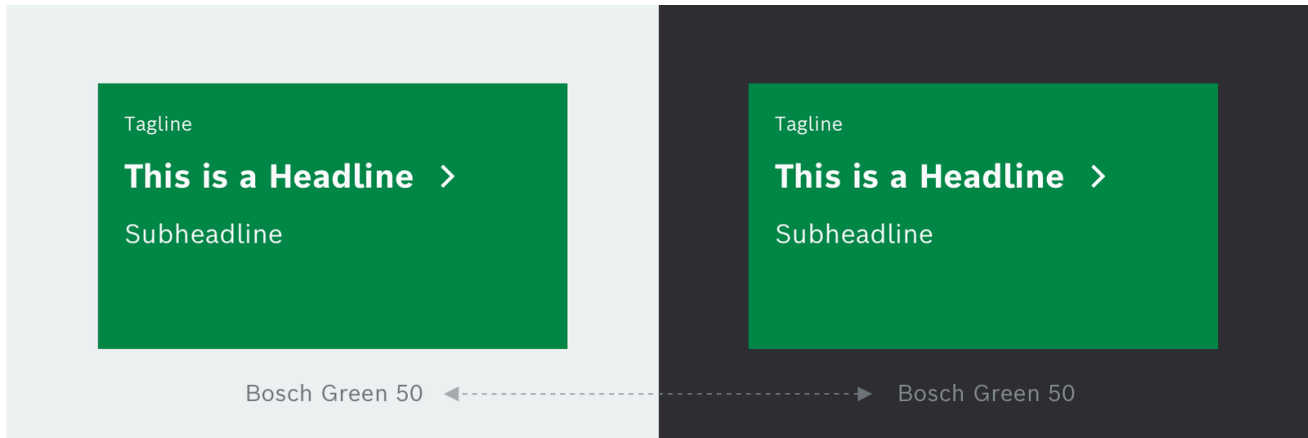 Tagline
This is a Headline
Subheadline
Bosch Green 50
Tagline
This is a Headline
Subheadline
Bosch Green 50